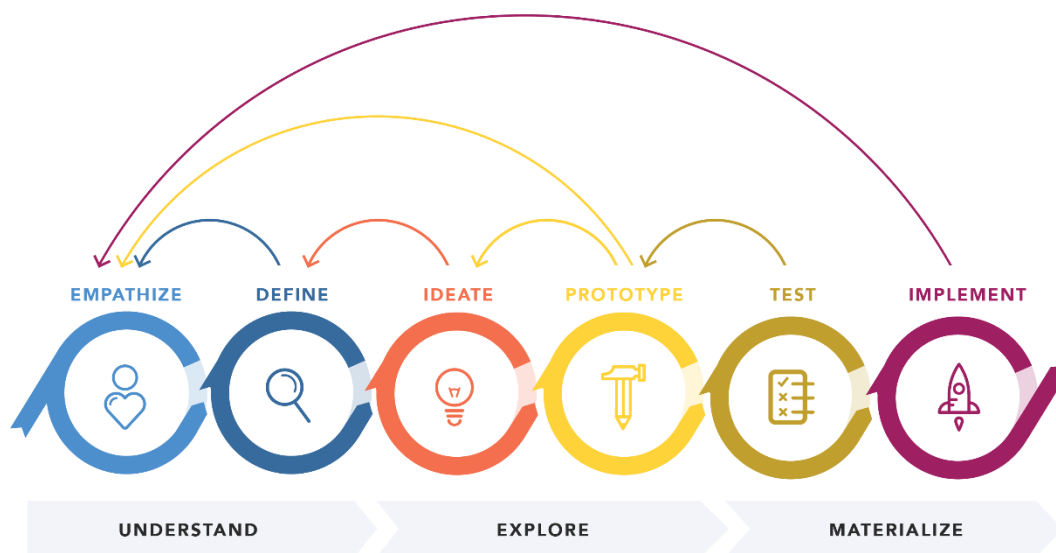 EMPATHIZE DEFINE IDEATE PROTOTYPE TEST IMPLEMENT
UNDERSTAND EXPLORE MATERIALIZE